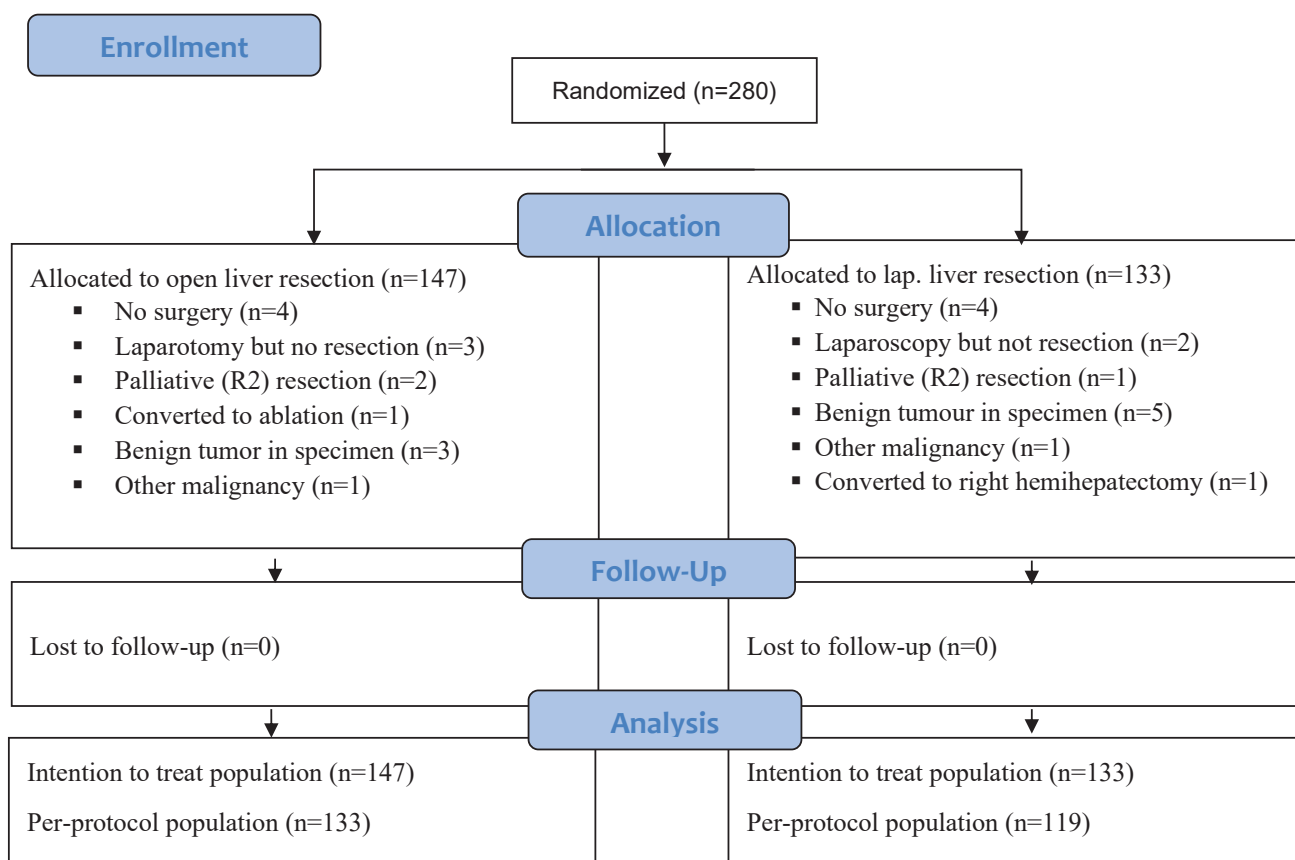 Enrollment
Randomized (n=280)
Allocation
Allocated to open liver resection (n=147)
▪ No surgery (n=4)
▪ Laparotomy but no resection (n=3)
▪ Palliative (R2) resection (n=2)
▪ Converted to ablation (n=1)
▪ Benign tumor in specimen (n=3)
▪ Other malignancy (n=1)
Allocated to lap. liver resection (n=133)
▪ No surgery (n=4)
▪ Laparoscopy but not resection (n=2)
▪ Palliative (R2) resection (n=1)
▪ Benign tumour in specimen (n=5)
▪ Other malignancy (n=1)
▪ Converted to right hemihepatectomy (n=1)
Follow-Up
Lost to follow-up (n=0)
Lost to follow-up (n=0)
Analysis
Intention to treat population (n=147)
Per-protocol population (n=133)
Intention to treat population (n=133)
Per-protocol population (n=119)